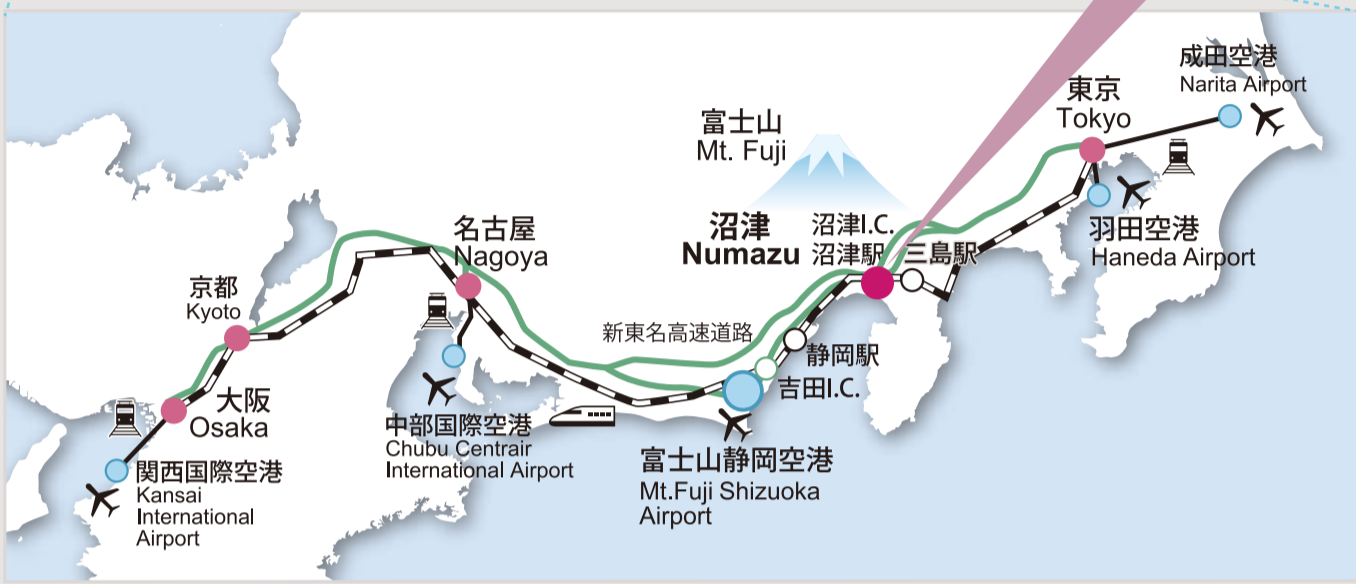 成田空港
Narita Airport
東京
Tokyo
富士山
Mt. Fuji
羽田空港
Haneda Airport
沼津
Numazu
沼津I.C.
沼津駅
三島駅
名古屋
Nagoya
京都
Kyoto
新東名高速道路
静岡駅
吉田I.C.
大阪
Osaka
中部国際空港
Chubu Centrair
International Airport
関西国際空港
Kansai
International
Airport
富士山静岡空港
Mt.Fuji Shizuoka
Airport